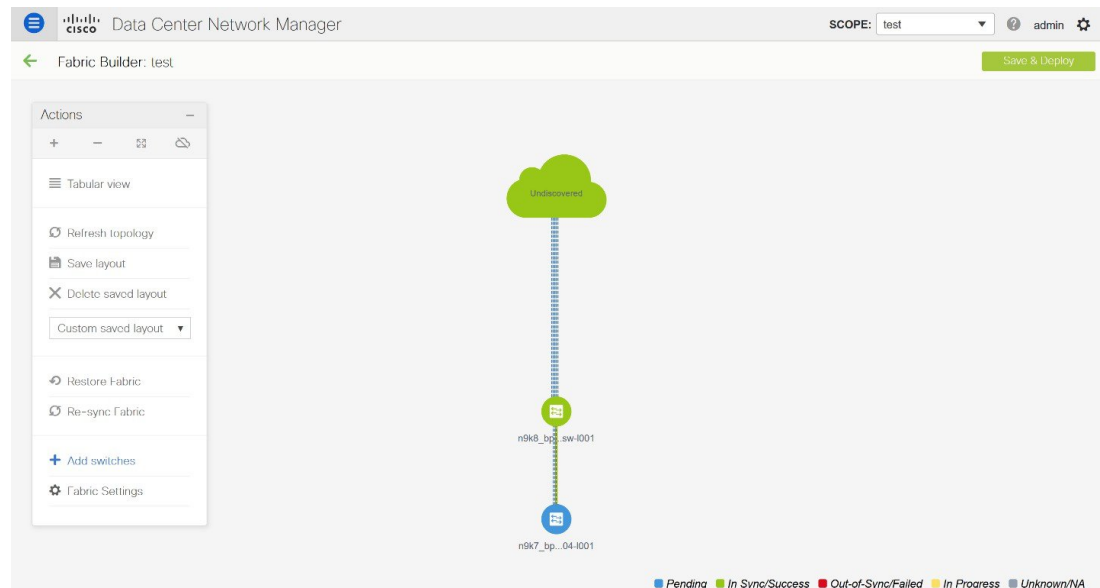 cisco Data Center Network Manager
SCOPE: test
admin
Fabric Builder: test
Save & Deploy
Actions
Tabular view
Refresh topology
Save layout
Delete saved layout
Custom saved layout
Restore Fabric
Re-sync Fabric
Add switches
Fabric Settings
Undiscovered
n9k8_bp...sw-l001
n9k7_bp...04-l001
Pending In Sync/Success Out-of-Sync/Failed In Progress Unknown/NA